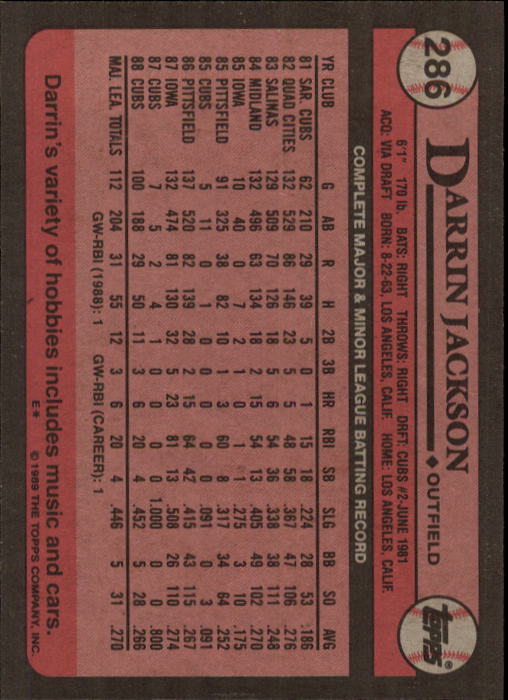 286
DARRIN JACKSON ◆ OUTFIELD
TOPPS®
6'1" 170 lb. BATS: RIGHT THROWS: RIGHT DRFT: CUBS #2-JUNE 1981
ACQ: VIA DRAFT BORN: 8-22-63, LOS ANGELES, CALIF. HOME: LOS ANGELES, CALIF.
COMPLETE MAJOR & MINOR LEAGUE BATTING RECORD
YR CLUB G AB R H 2B 3B HR RBI SB SLG BB SO AVG
81 SAR. CUBS 62 210 29 39 5 0 1 15 18 .224 28 53 .186
82 QUAD CITIES 132 529 86 146 23 5 5 48 58 .367 47 106 .276
83 SALINAS 129 509 70 126 18 5 6 54 36 .338 38 111 .248
84 MIDLAND 132 496 63 134 18 2 15 54 13 .405 49 102 .270
85 IOWA 10 40 0 7 2 1 0 1 1 .275 3 10 .175
85 PITTSFIELD 91 325 38 82 10 1 3 60 8 .317 34 64 .252
85 CUBS 5 11 0 1 0 0 0 0 0 .091 0 3 .091
86 PITTSFIELD 137 520 82 139 28 2 15 64 42 .415 43 115 .267
87 IOWA 132 474 81 130 32 5 23 81 13 .508 26 110 .274
87 CUBS 7 5 2 4 1 0 0 0 0 1.000 0 0 .800
88 CUBS 100 188 29 50 11 3 6 20 4 .452 5 28 .266
MAJ. LEA. TOTALS 112 204 31 55 12 3 6 20 4 .446 5 31 .270
GW-RBI (1988): 1 GW-RBI (CAREER): 1
E* © 1989 THE TOPPS COMPANY, INC.
Darrin's variety of hobbies includes music and cars.